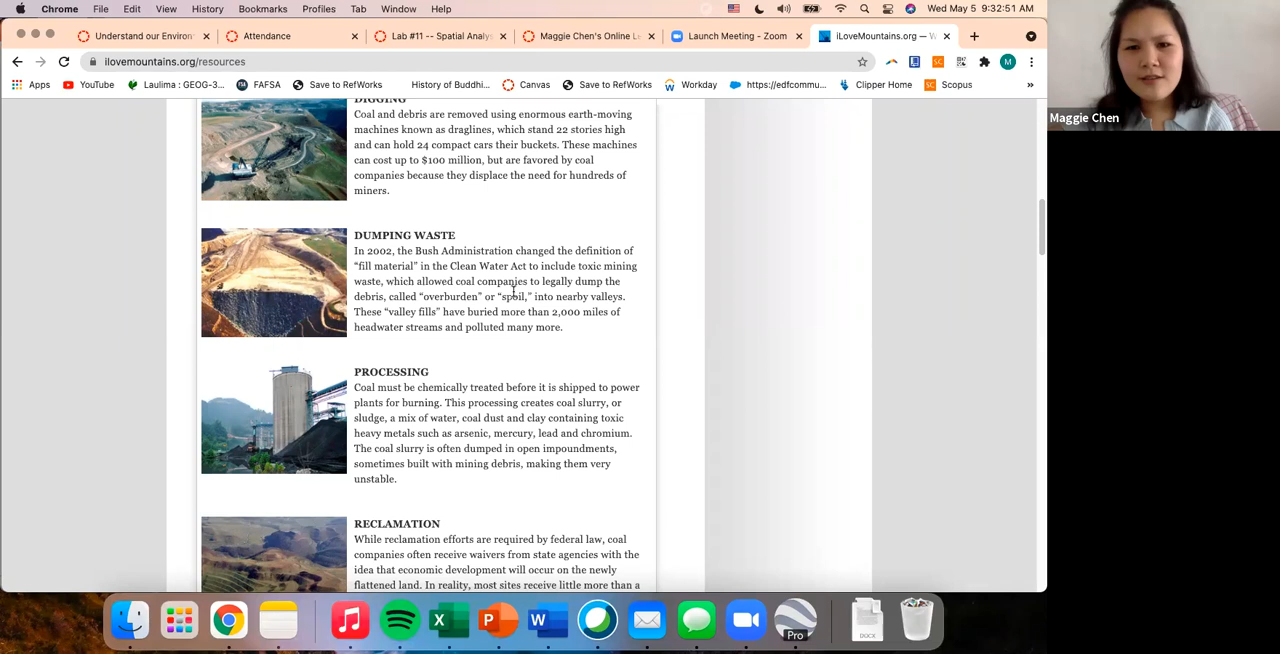 Chrome File Edit View History Bookmarks Profiles Tab Window Help Wed May 5 9:32:51 AM
Understand our Environ
Attendance
Lab #11 -- Spatial Analys
Maggie Chen's Online L
Launch Meeting - Zoom
iLoveMountains.org — W
ilovemountains.org/resources
M
Apps YouTube Laulima : GEOG-3... FAFSA Save to RefWorks History of Buddhi... Canvas Save to RefWorks Workday https://edfcommu... Clipper Home Scopus »
Maggie Chen
DIGGING
Coal and debris are removed using enormous earth-moving
machines known as draglines, which stand 22 stories high
and can hold 24 compact cars their buckets. These machines
can cost up to $100 million, but are favored by coal
companies because they displace the need for hundreds of
miners.
DUMPING WASTE
In 2002, the Bush Administration changed the definition of
“fill material” in the Clean Water Act to include toxic mining
waste, which allowed coal companies to legally dump the
debris, called “overburden” or “spoil,” into nearby valleys.
These “valley fills” have buried more than 2,000 miles of
headwater streams and polluted many more.
PROCESSING
Coal must be chemically treated before it is shipped to power
plants for burning. This processing creates coal slurry, or
sludge, a mix of water, coal dust and clay containing toxic
heavy metals such as arsenic, mercury, lead and chromium.
The coal slurry is often dumped in open impoundments,
sometimes built with mining debris, making them very
unstable.
RECLAMATION
While reclamation efforts are required by federal law, coal
companies often receive waivers from state agencies with the
idea that economic development will occur on the newly
flattened land. In reality, most sites receive little more than a
X P W
Pro
DOCX